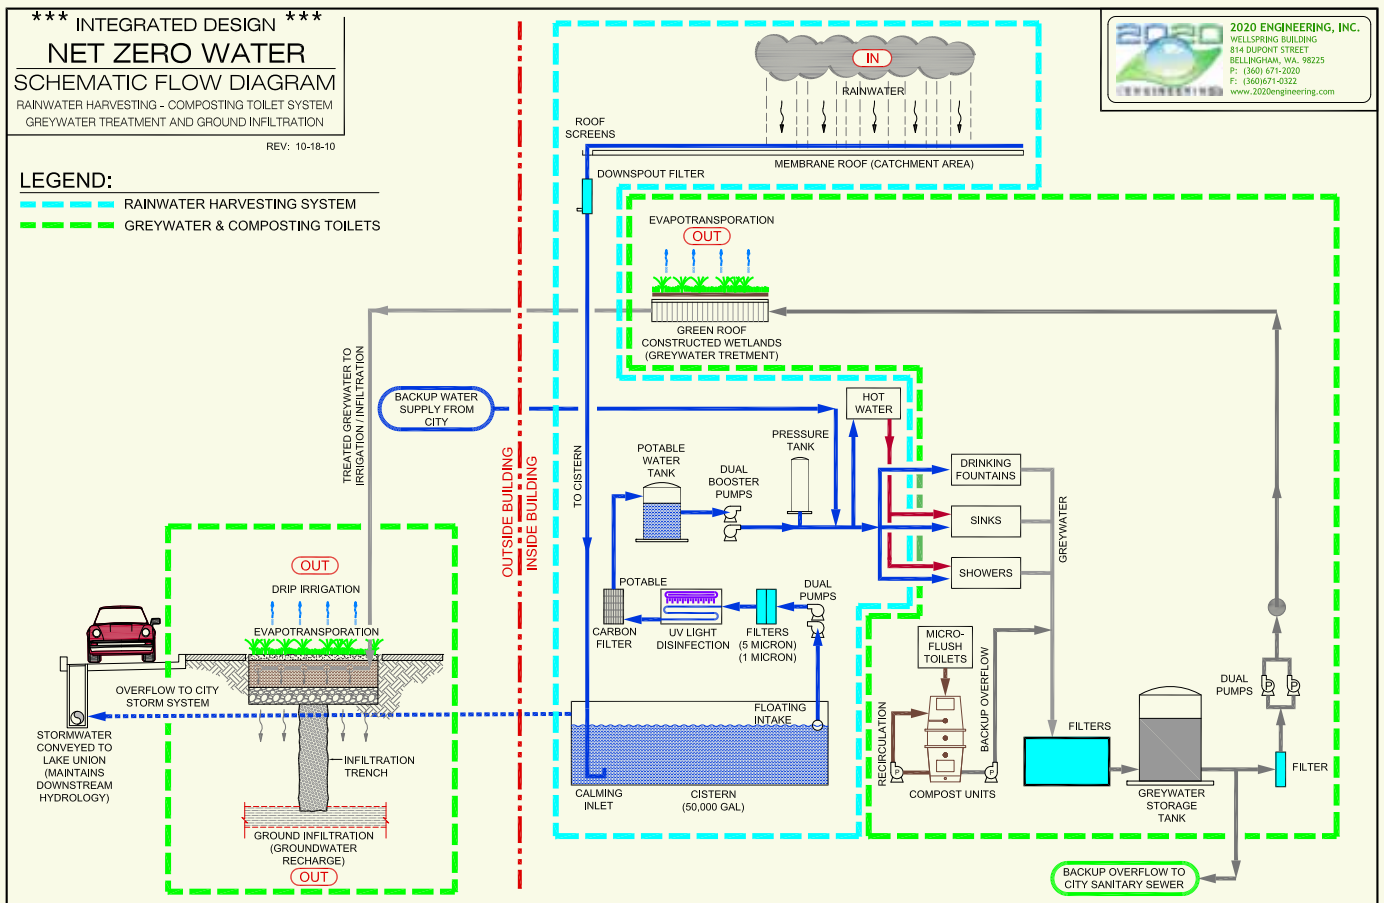 *** INTEGRATED DESIGN ***
NET ZERO WATER
SCHEMATIC FLOW DIAGRAM
RAINWATER HARVESTING - COMPOSTING TOILET SYSTEM
GREYWATER TREATMENT AND GROUND INFILTRATION
REV: 10-18-10
LEGEND:
RAINWATER HARVESTING SYSTEM
GREYWATER & COMPOSTING TOILETS
2020
ENGINEERING
2020 ENGINEERING, INC.
WELLSPRING BUILDING
814 DUPONT STREET
BELLINGHAM, WA. 98225
P: (360) 671-2020
F: (360)671-0322
www.2020engineering.com
IN
RAINWATER
ROOF
SCREENS
MEMBRANE ROOF (CATCHMENT AREA)
DOWNSPOUT FILTER
EVAPOTRANSPORATION
OUT
GREEN ROOF
CONSTRUCTED WETLANDS
(GREYWATER TRETMENT)
TREATED GREYWATER TO
IRRIGATION / INFILTRATION
BACKUP WATER
SUPPLY FROM
CITY
OUTSIDE BUILDING
INSIDE BUILDING
TO CISTERN
HOT
WATER
PRESSURE
TANK
POTABLE
WATER
TANK
DUAL
BOOSTER
PUMPS
DRINKING
FOUNTAINS
SINKS
SHOWERS
GREYWATER
POTABLE
CARBON
FILTER
UV LIGHT
DISINFECTION
FILTERS
(5 MICRON)
(1 MICRON)
DUAL
PUMPS
OUT
DRIP IRRIGATION
EVAPOTRANSPORATION
OVERFLOW TO CITY
STORM SYSTEM
STORMWATER
CONVEYED TO
LAKE UNION
(MAINTAINS
DOWNSTREAM
HYDROLOGY)
INFILTRATION
TRENCH
GROUND INFILTRATION
(GROUNDWATER
RECHARGE)
OUT
FLOATING
INTAKE
CALMING
INLET
CISTERN
(50,000 GAL)
MICRO-
FLUSH
TOILETS
RECIRCULATION
BACKUP OVERFLOW
P
P
COMPOST UNITS
FILTERS
GREYWATER
STORAGE
TANK
DUAL
PUMPS
P
P
FILTER
BACKUP OVERFLOW TO
CITY SANITARY SEWER